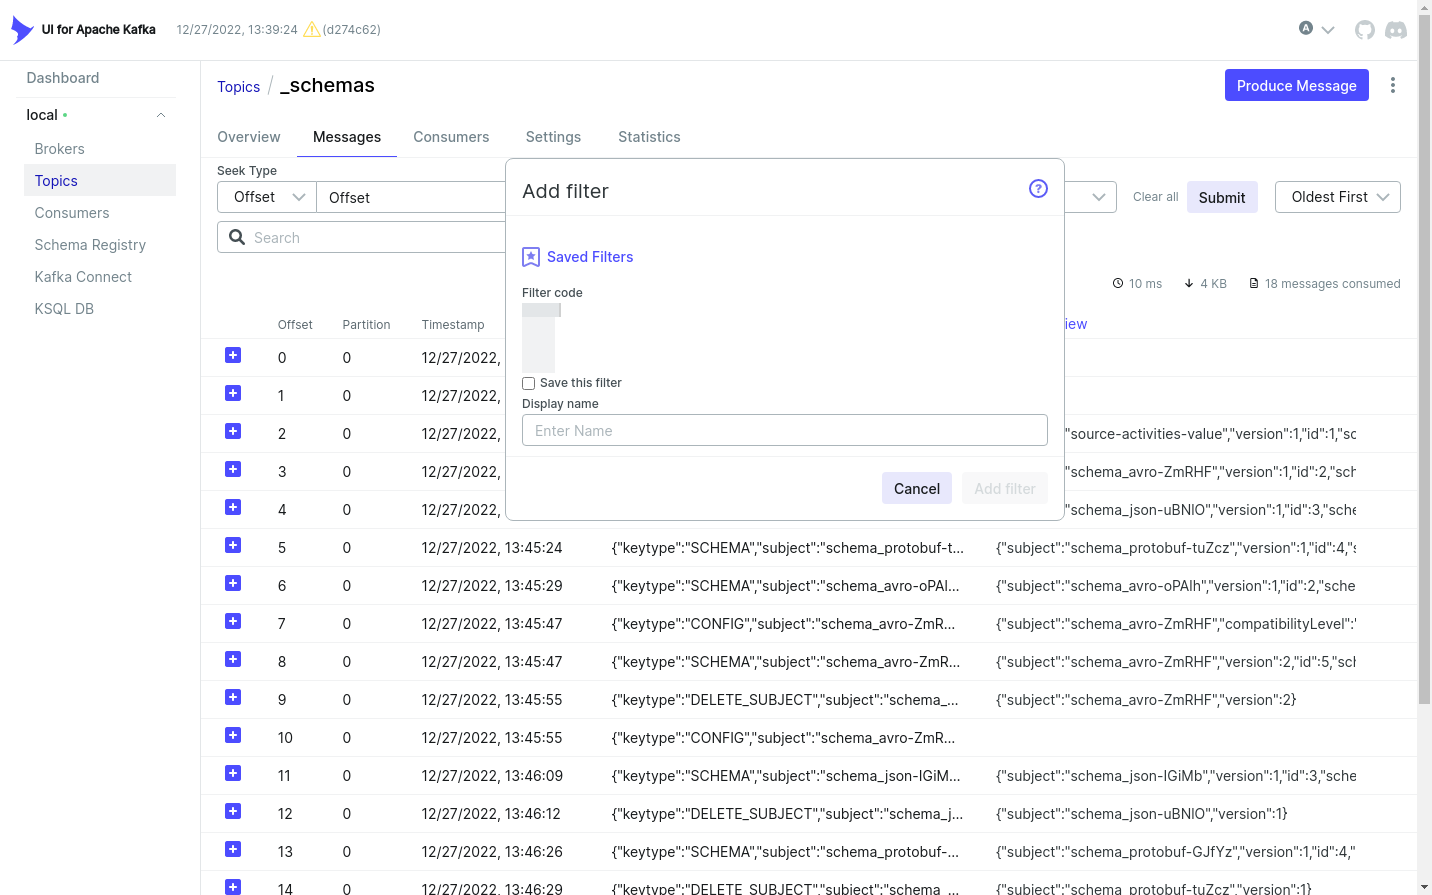 UI for Apache Kafka 12/27/2022, 13:39:24 (d274c62) A
Dashboard
local
Brokers
Topics
Consumers
Schema Registry
Kafka Connect
KSQL DB
Topics / _schemas Produce Message
Overview Messages Consumers Settings Statistics
Seek Type
Offset Offset Clear all Submit Oldest First
Search
Add filter ?
Saved Filters
Filter code
Save this filter
Display name
Enter Name
Cancel Add filter
10 ms 4 KB 18 messages consumed
Offset Partition Timestamp iew
0 0 12/27/2022,
1 0 12/27/2022,
2 0 12/27/2022, "source-activities-value","version":1,"id":1,"sc
3 0 12/27/2022, "schema_avro-ZmRHF","version":1,"id":2,"sch
4 0 12/27/2022, "schema_json-uBNIO","version":1,"id":3,"sche
5 0 12/27/2022, 13:45:24 {"keytype":"SCHEMA","subject":"schema_protobuf-t... {"subject":"schema_protobuf-tuZcz","version":1,"id":4,"s
6 0 12/27/2022, 13:45:29 {"keytype":"SCHEMA","subject":"schema_avro-oPAl... {"subject":"schema_avro-oPAlh","version":1,"id":2,"sche
7 0 12/27/2022, 13:45:47 {"keytype":"CONFIG","subject":"schema_avro-ZmR... {"subject":"schema_avro-ZmRHF","compatibilityLevel":"
8 0 12/27/2022, 13:45:47 {"keytype":"SCHEMA","subject":"schema_avro-ZmR... {"subject":"schema_avro-ZmRHF","version":2,"id":5,"sch
9 0 12/27/2022, 13:45:55 {"keytype":"DELETE_SUBJECT","subject":"schema_... {"subject":"schema_avro-ZmRHF","version":2}
10 0 12/27/2022, 13:45:55 {"keytype":"CONFIG","subject":"schema_avro-ZmR...
11 0 12/27/2022, 13:46:09 {"keytype":"SCHEMA","subject":"schema_json-IGiM... {"subject":"schema_json-IGiMb","version":1,"id":3,"sche
12 0 12/27/2022, 13:46:12 {"keytype":"DELETE_SUBJECT","subject":"schema_j... {"subject":"schema_json-uBNIO","version":1}
13 0 12/27/2022, 13:46:26 {"keytype":"SCHEMA","subject":"schema_protobuf-... {"subject":"schema_protobuf-GJfYz","version":1,"id":4,"
14 0 12/27/2022, 13:46:29 {"keytype":"DELETE_SUBJECT","subject":"schema_... {"subject":"schema_protobuf-tuZcz","version":1}